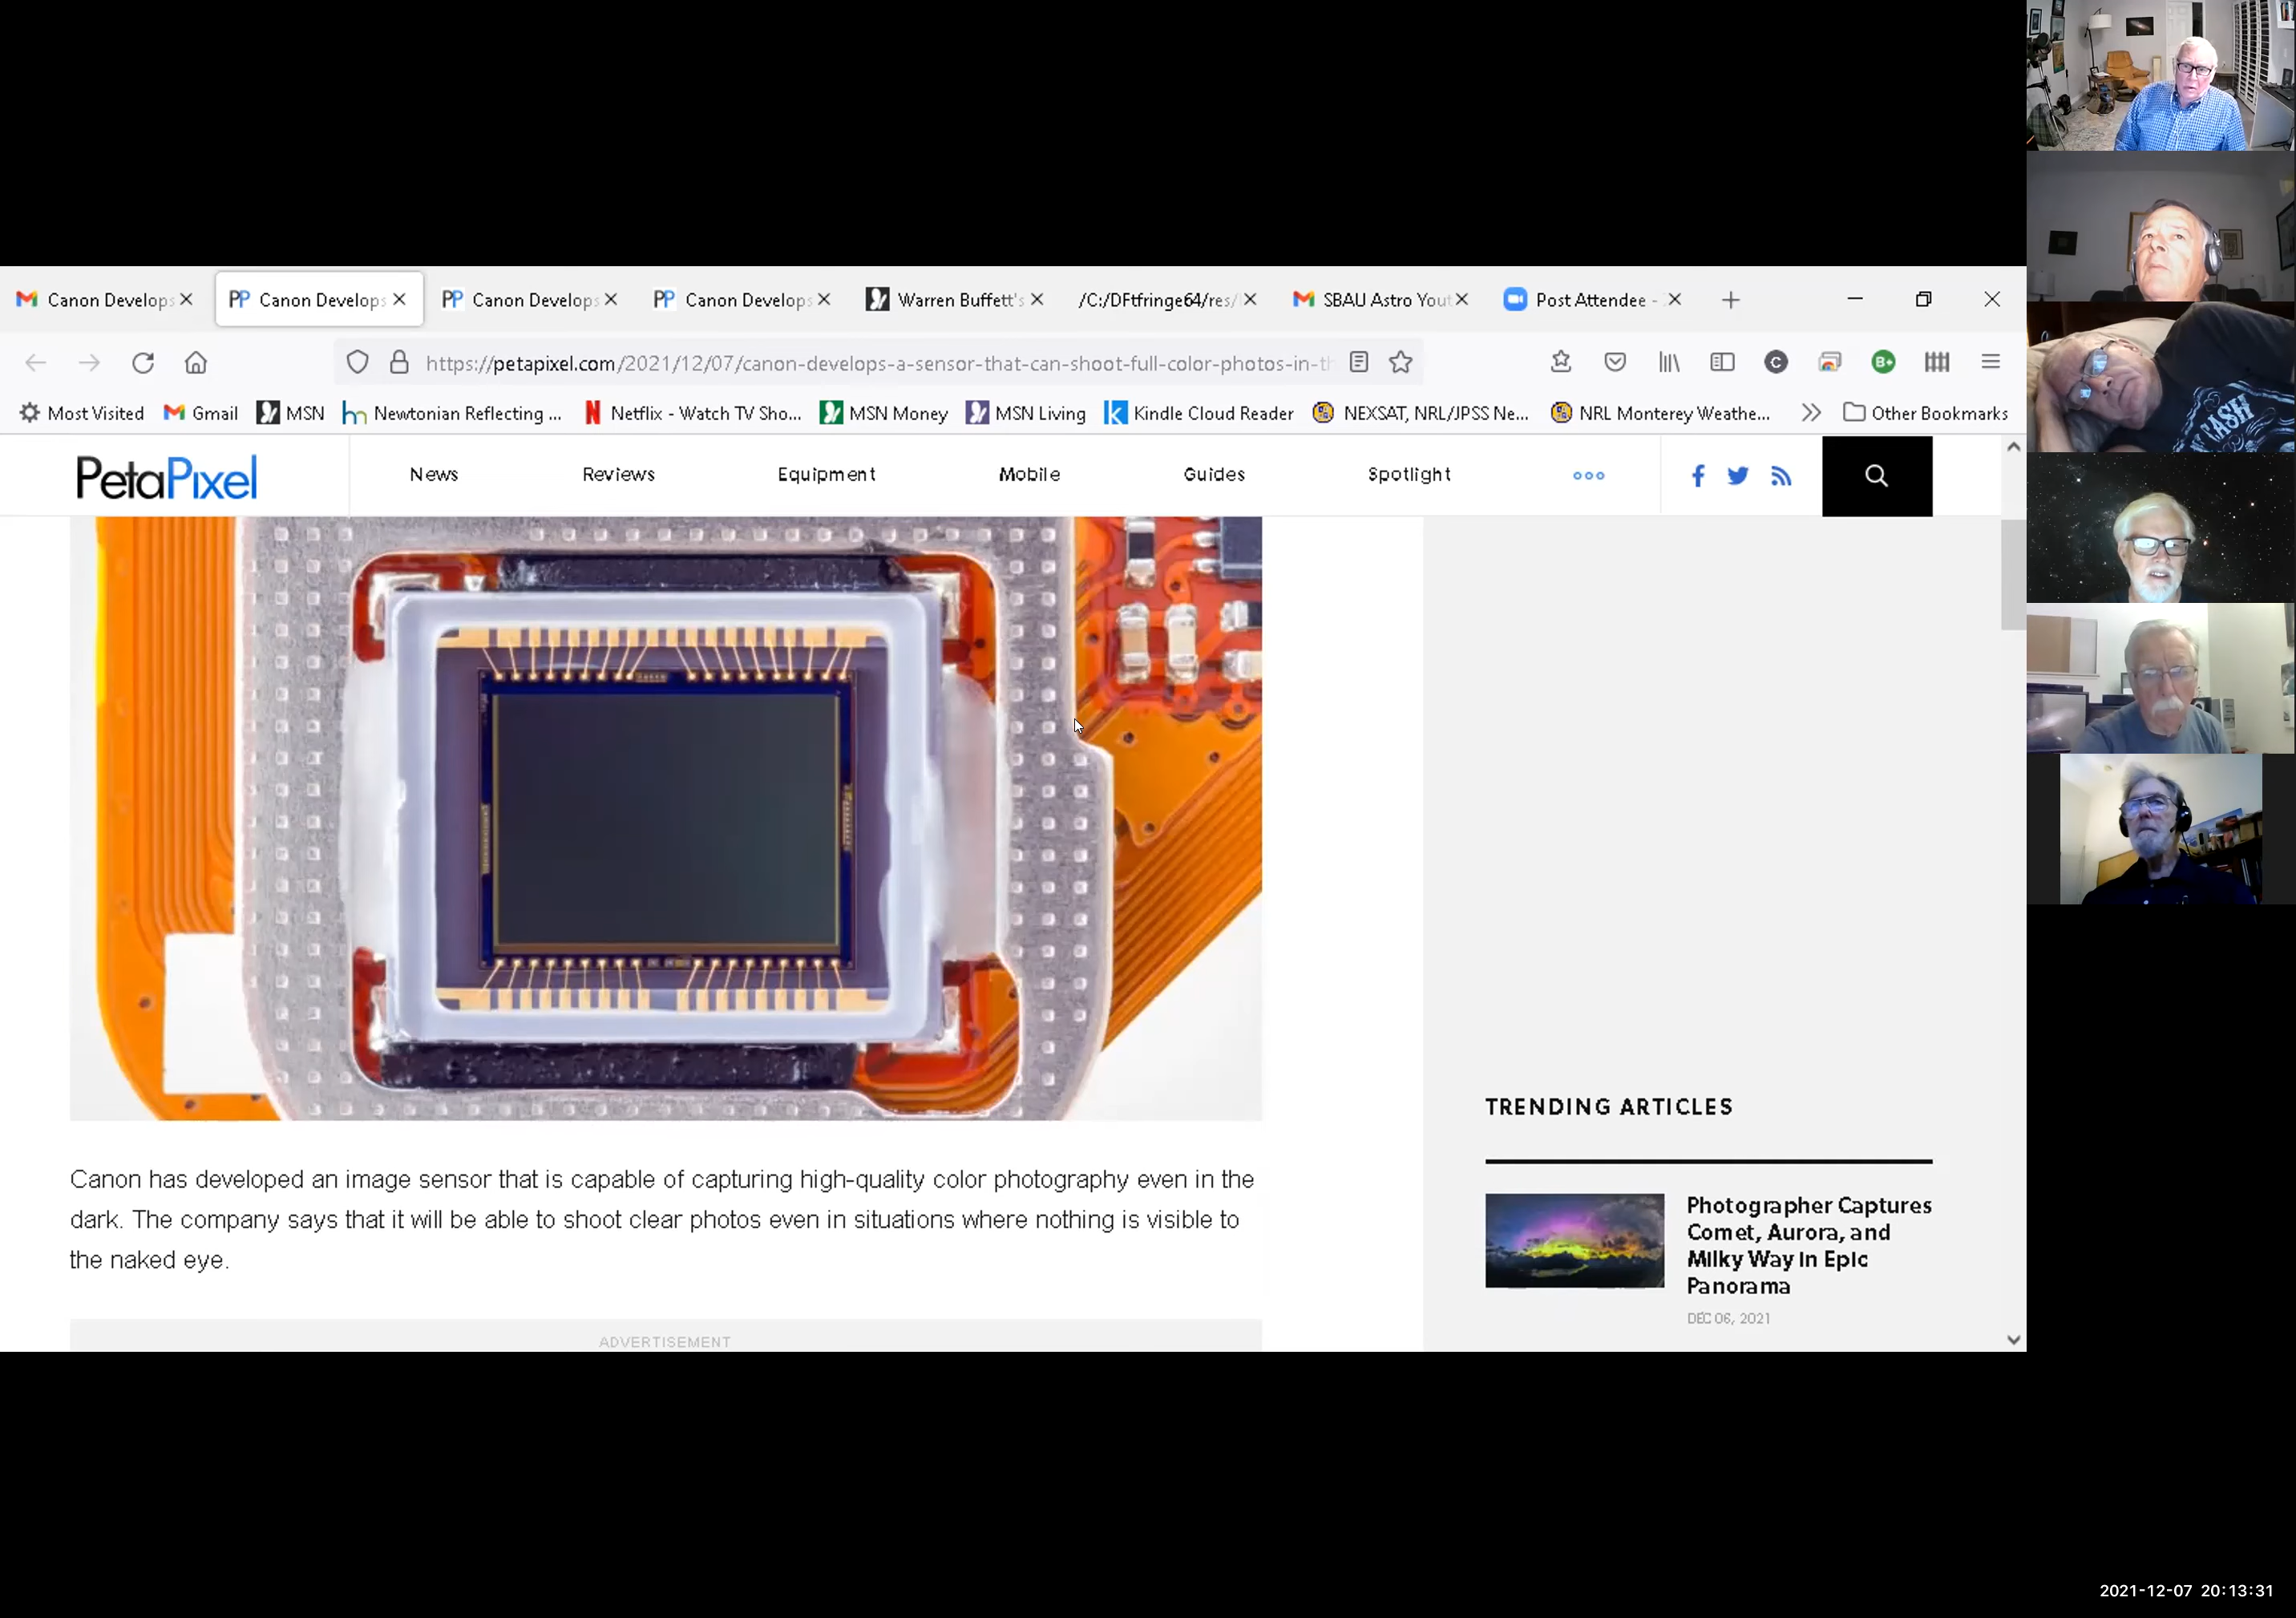 Canon Develops
Canon Develops
Canon Develops
Canon Develops
Warren Buffett's
/C:/DFTfringe64/res/
SBAU Astro Yout
Post Attendee -
https://petapixel.com/2021/12/07/canon-develops-a-sensor-that-can-shoot-full-color-photos-in-th
C
B+
Most Visited
Gmail
MSN
Newtonian Reflecting ...
Netflix - Watch TV Sho...
MSN Money
MSN Living
Kindle Cloud Reader
NEXSAT, NRL/JPSS Ne...
NRL Monterey Weathe...
Other Bookmarks
PetaPixel
News
Reviews
Equipment
Mobile
Guides
Spotlight
CASH
TRENDING ARTICLES
Canon has developed an image sensor that is capable of capturing high-quality color photography even in the
dark. The company says that it will be able to shoot clear photos even in situations where nothing is visible to
the naked eye.
Photographer Captures
Comet, Aurora, and
Milky Way in Epic
Panorama
DEC 06, 2021
ADVERTISEMENT
2021-12-07 20:13:31